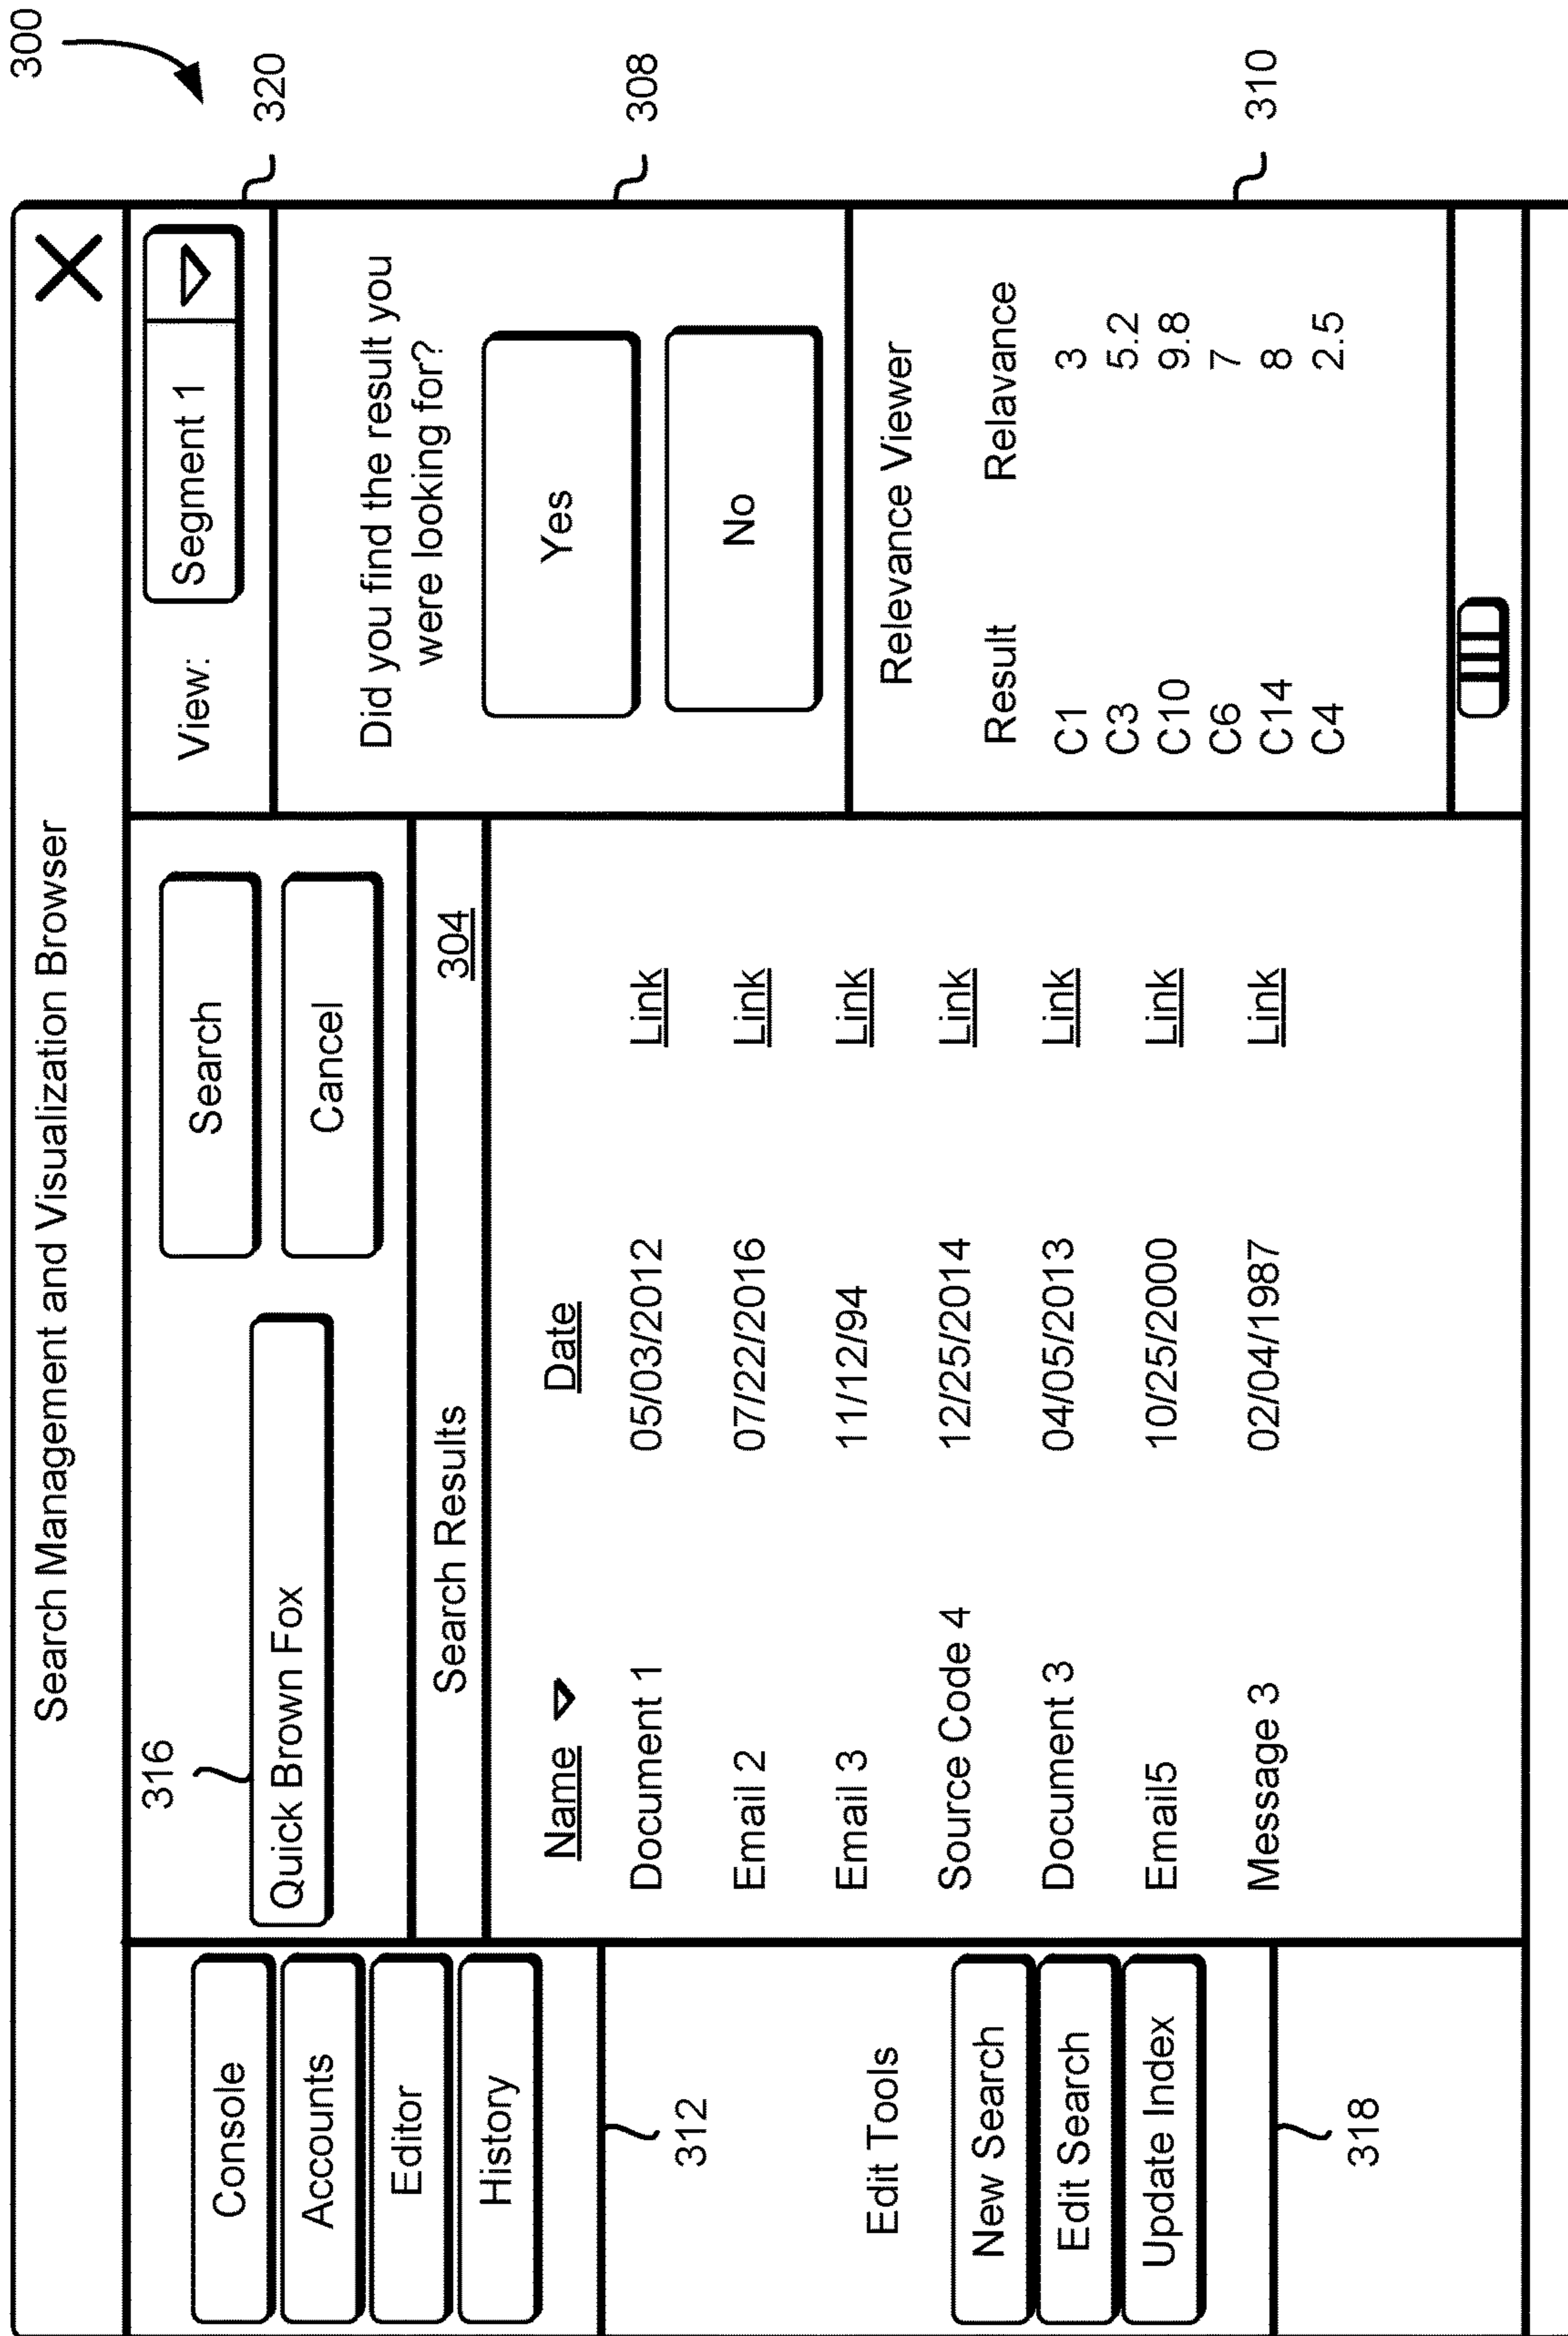 300
Search Management and Visualization Browser
Console
Accounts
Editor
History
312
Edit Tools
New Search
Edit Search
Update Index
318
316
Quick Brown Fox
Search
Cancel
Search Results 304
Name Date
Document 1 05/03/2012 Link
Email 2 07/22/2016 Link
Email 3 11/12/94 Link
Source Code 4 12/25/2014 Link
Document 3 04/05/2013 Link
Email5 10/25/2000 Link
Message 3 02/04/1987 Link
View: Segment 1
320
Did you find the result you
were looking for?
Yes
No
308
Relevance Viewer
Result Relavance
C1 3
C3 5.2
C10 9.8
C6 7
C14 8
C4 2.5
310